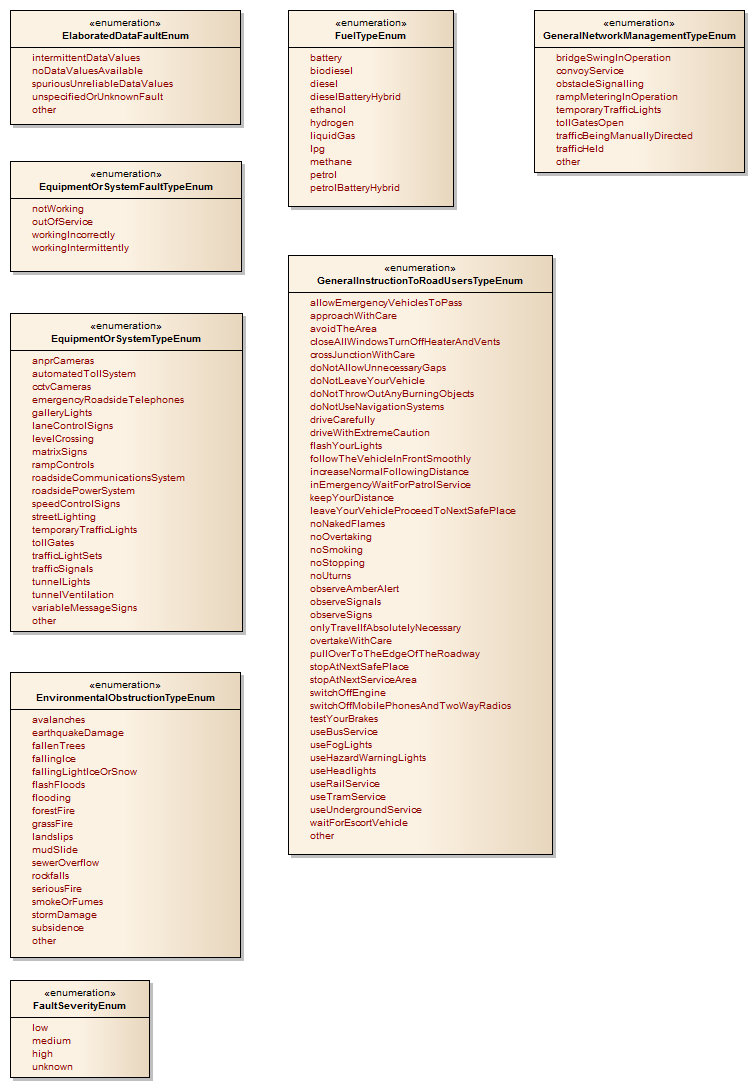 «enumeration»
ElaboratedDataFaultEnum
intermittentDataValues
noDataValuesAvailable
spuriousUnreliableDataValues
unspecifiedOrUnknownFault
other
«enumeration»
EquipmentOrSystemFaultTypeEnum
notWorking
outOfService
workingIncorrectly
workingIntermittently
«enumeration»
EquipmentOrSystemTypeEnum
anprCameras
automatedTollSystem
cctvCameras
emergencyRoadsideTelephones
galleryLights
laneControlSigns
levelCrossing
matrixSigns
rampControls
roadsideCommunicationsSystem
roadsidePowerSystem
speedControlSigns
streetLighting
temporaryTrafficLights
tollGates
trafficLightSets
trafficSignals
tunnelLights
tunnelVentilation
variableMessageSigns
other
«enumeration»
EnvironmentalObstructionTypeEnum
avalanches
earthquakeDamage
fallenTrees
fallingIce
fallingLightIceOrSnow
flashFloods
flooding
forestFire
grassFire
landslips
mudSlide
sewerOverflow
rockfalls
seriousFire
smokeOrFumes
stormDamage
subsidence
other
«enumeration»
FaultSeverityEnum
low
medium
high
unknown
«enumeration»
FuelTypeEnum
battery
biodiesel
diesel
dieselBatteryHybrid
ethanol
hydrogen
liquidGas
lpg
methane
petrol
petrolBatteryHybrid
«enumeration»
GeneralInstructionToRoadUsersTypeEnum
allowEmergencyVehiclesToPass
approachWithCare
avoidTheArea
closeAllWindowsTurnOffHeaterAndVents
crossJunctionWithCare
doNotAllowUnnecessaryGaps
doNotLeaveYourVehicle
doNotThrowOutAnyBurningObjects
doNotUseNavigationSystems
driveCarefully
driveWithExtremeCaution
flashYourLights
followTheVehicleInFrontSmoothly
increaseNormalFollowingDistance
inEmergencyWaitForPatrolService
keepYourDistance
leaveYourVehicleProceedToNextSafePlace
noNakedFlames
noOvertaking
noSmoking
noStopping
noUturns
observeAmberAlert
observeSignals
observeSigns
onlyTravelIfAbsolutelyNecessary
overtakeWithCare
pullOverToTheEdgeOfTheRoadway
stopAtNextSafePlace
stopAtNextServiceArea
switchOffEngine
switchOffMobilePhonesAndTwoWayRadios
testYourBrakes
useBusService
useFogLights
useHazardWarningLights
useHeadlights
useRailService
useTramService
useUndergroundService
waitForEscortVehicle
other
«enumeration»
GeneralNetworkManagementTypeEnum
bridgeSwingInOperation
convoyService
obstacleSignalling
rampMeteringInOperation
temporaryTrafficLights
tollGatesOpen
trafficBeingManuallyDirected
trafficHeld
other